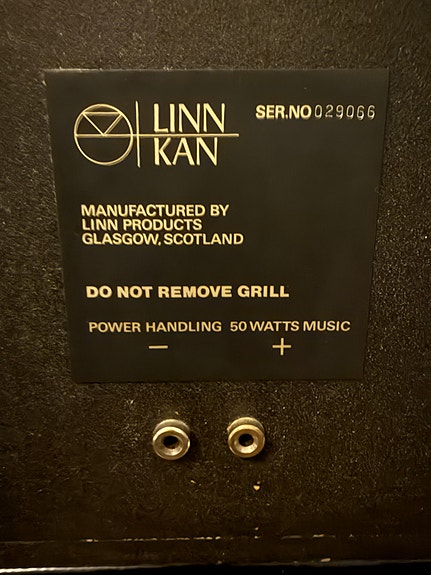 LINN
KAN
SER.NO 029066
MANUFACTURED BY
LINN PRODUCTS
GLASGOW, SCOTLAND
DO NOT REMOVE GRILL
POWER HANDLING 50 WATTS MUSIC
− +